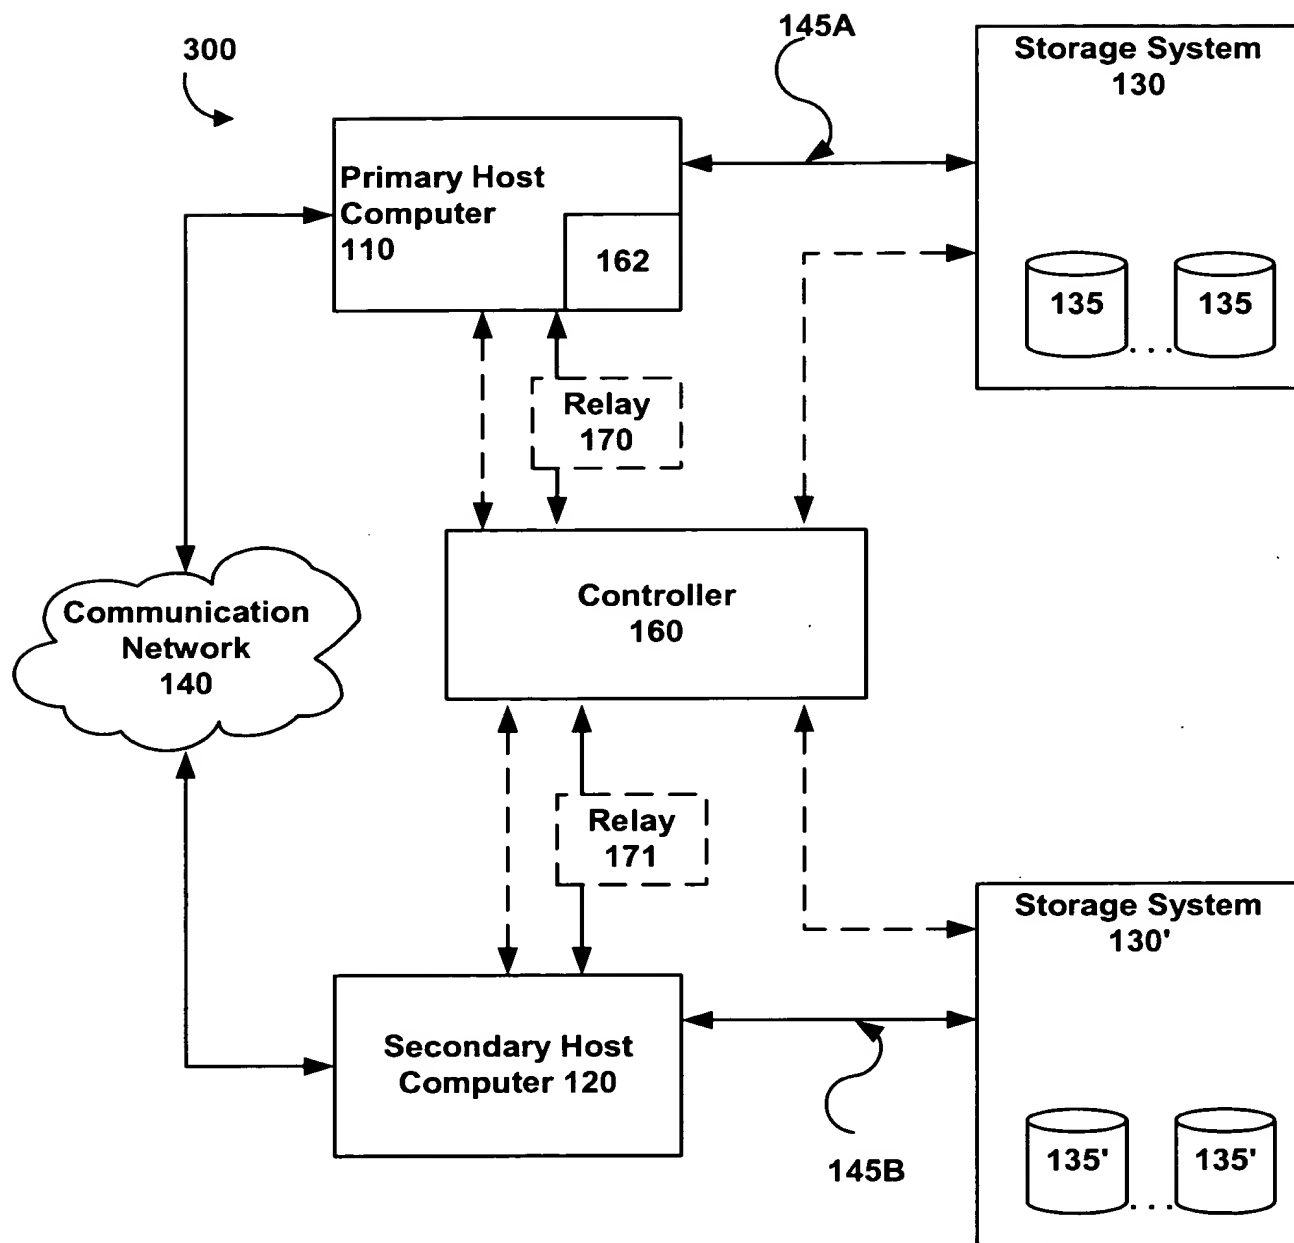 300
145A
Storage System
130
Primary Host
Computer
110
162
135
135
...
Relay
170
Controller
160
Communication
Network
140
Relay
171
Storage System
130'
Secondary Host
Computer 120
145B
135'
135'
...